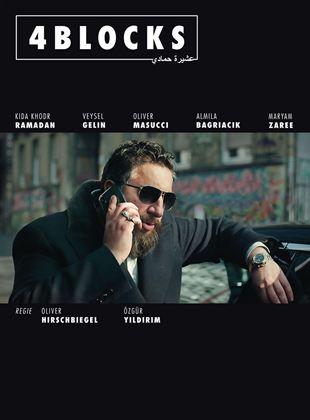 4BLOCKS
عشيرة حمادي
KIDA KHODR RAMADAN
VEYSEL GELIN
OLIVER MASUCCI
ALMILA BAGRIACIK
MARYAM ZAREE
REGIE
OLIVER HIRSCHBIEGEL
ÖZGÜR YILDIRIM